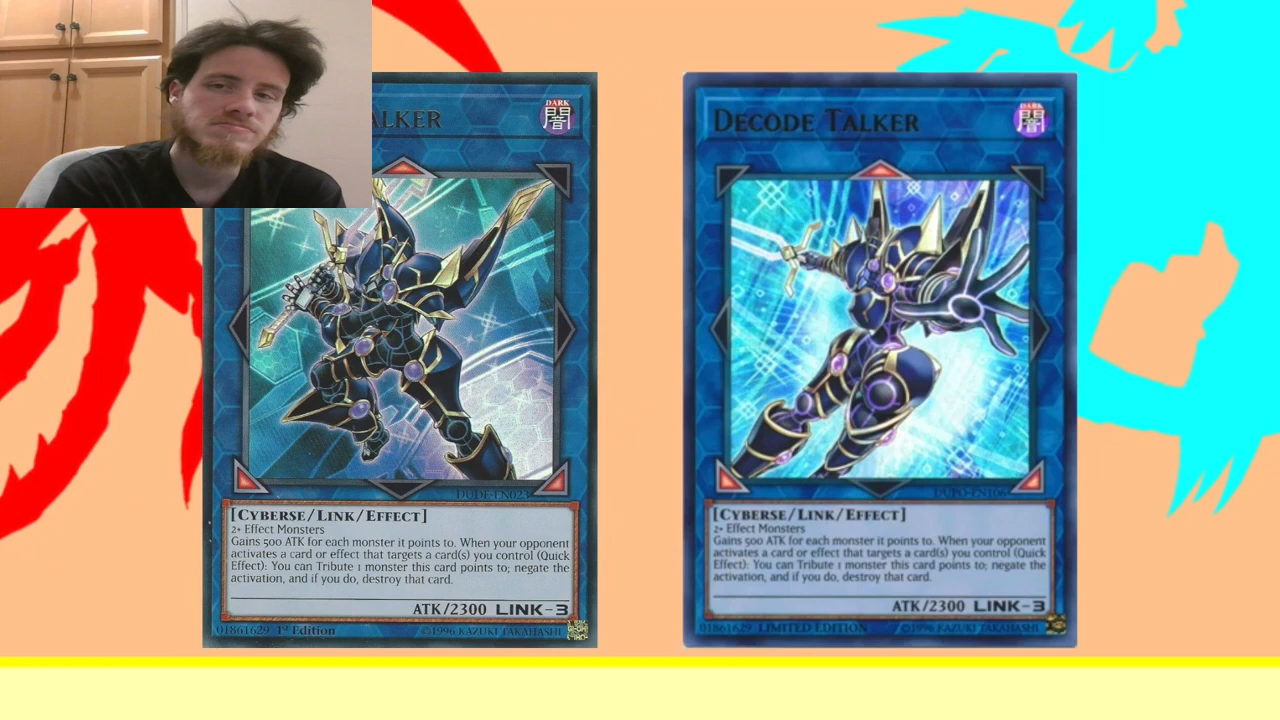 ALKER
DARK
闇
DUDE-EN023
[CYBERSE/LINK/EFFECT]
2+ Effect Monsters
Gains 500 ATK for each monster it points to. When your opponent
activates a card or effect that targets a card(s) you control (Quick
Effect): You can Tribute 1 monster this card points to; negate the
activation, and if you do, destroy that card.
ATK/2300 LINK-3
01861629 1st Edition
©1996 KAZUKI TAKAHASHI
DECODE TALKER
DARK
闇
DUPO-EN106
[CYBERSE/LINK/EFFECT]
2+ Effect Monsters
Gains 500 ATK for each monster it points to. When your opponent
activates a card or effect that targets a card(s) you control (Quick
Effect): You can Tribute 1 monster this card points to; negate the
activation, and if you do, destroy that card.
ATK/2300 LINK-3
01861629 LIMITED EDITION
©1996 KAZUKI TAKAHASHI